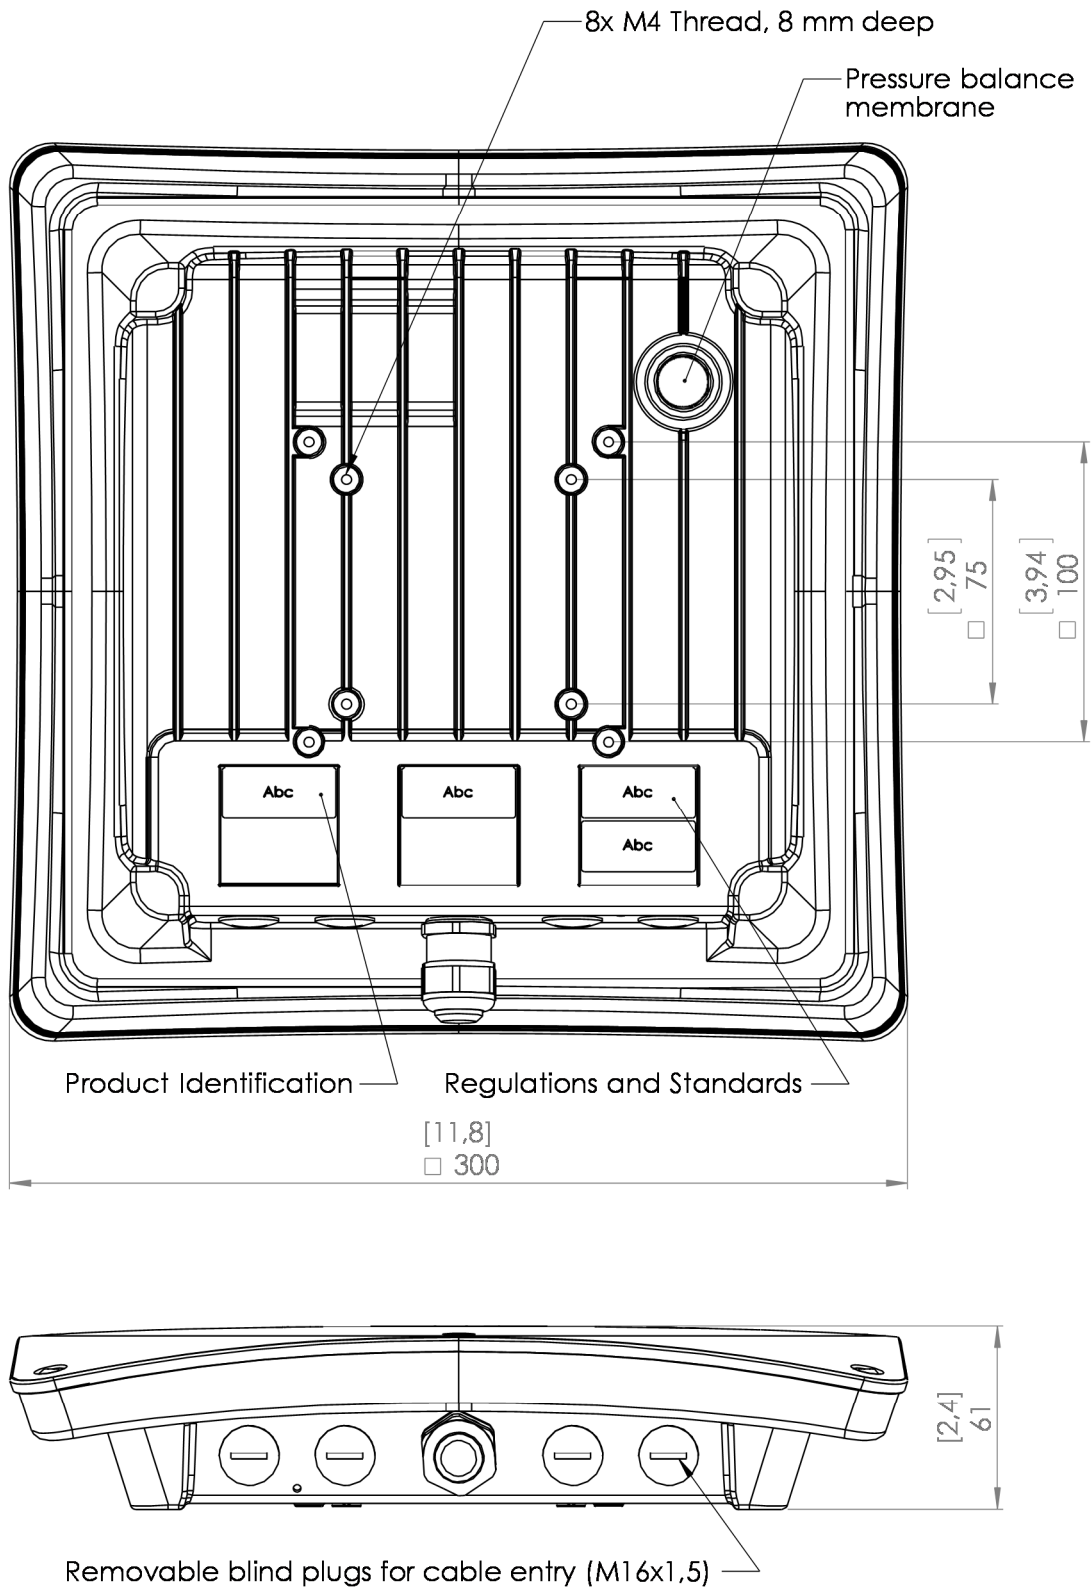 8x M4 Thread, 8 mm deep
Pressure balance
membrane
[2,95]
□ 75
[3,94]
□ 100
Abc
Abc
Abc
Abc
Product Identification
Regulations and Standards
[11,8]
□ 300
[2,4]
61
Removable blind plugs for cable entry (M16x1,5)